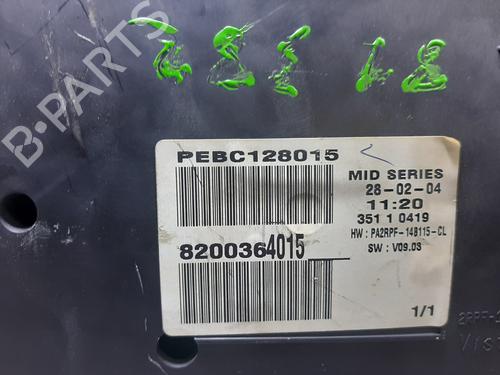 B-PARTS
PEBC128015
8200364015
MID SERIES
28-02-04
11:20
351 1 0419
HW : PA2RPF-14B115-CL
SW : V09.03
1/1